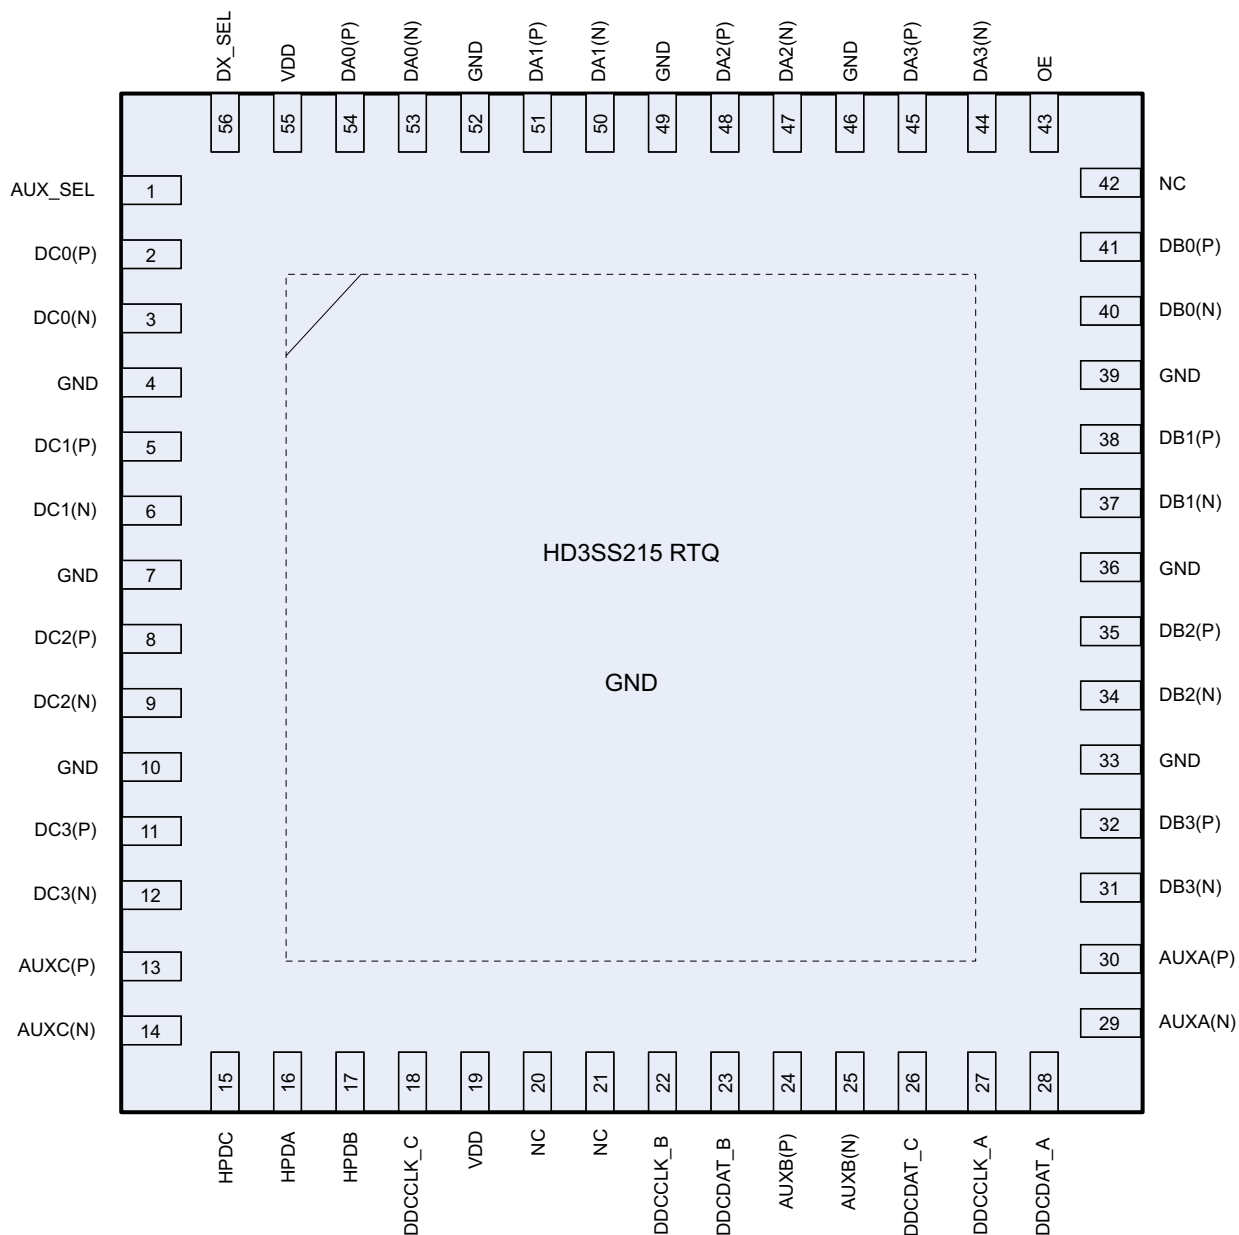 DX_SEL
VDD
DA0(P)
DA0(N)
GND
DA1(P)
DA1(N)
GND
DA2(P)
DA2(N)
GND
DA3(P)
DA3(N)
OE
56
55
54
53
52
51
50
49
48
47
46
45
44
43
AUX_SEL 1
DC0(P) 2
DC0(N) 3
GND 4
DC1(P) 5
DC1(N) 6
GND 7
DC2(P) 8
DC2(N) 9
GND 10
DC3(P) 11
DC3(N) 12
AUXC(P) 13
AUXC(N) 14
42 NC
41 DB0(P)
40 DB0(N)
39 GND
38 DB1(P)
37 DB1(N)
36 GND
35 DB2(P)
34 DB2(N)
33 GND
32 DB3(P)
31 DB3(N)
30 AUXA(P)
29 AUXA(N)
HD3SS215 RTQ
GND
15
16
17
18
19
20
21
22
23
24
25
26
27
28
HPDC
HPDA
HPDB
DDCCLK_C
VDD
NC
NC
DDCCLK_B
DDCDAT_B
AUXB(P)
AUXB(N)
DDCDAT_C
DDCCLK_A
DDCDAT_A